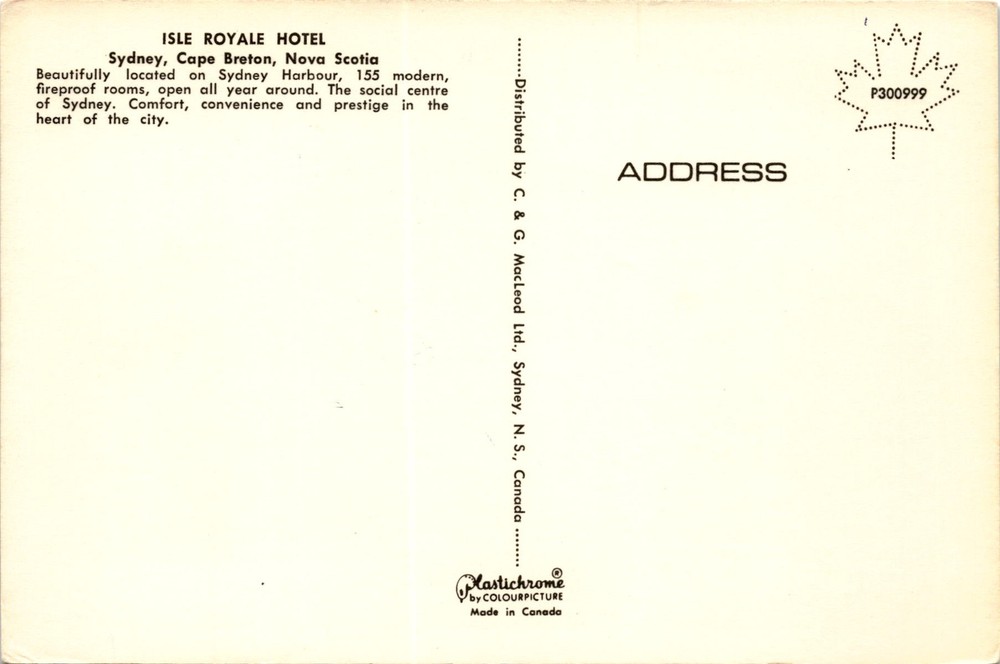 ISLE ROYALE HOTEL
Sydney, Cape Breton, Nova Scotia
Beautifully located on Sydney Harbour, 155 modern,
fireproof rooms, open all year around. The social centre
of Sydney. Comfort, convenience and prestige in the
heart of the city.
Distributed by C. & G. MacLeod Ltd., Sydney, N. S., Canada
P300999
ADDRESS
Plastichrome®
by COLOURPICTURE
Made in Canada